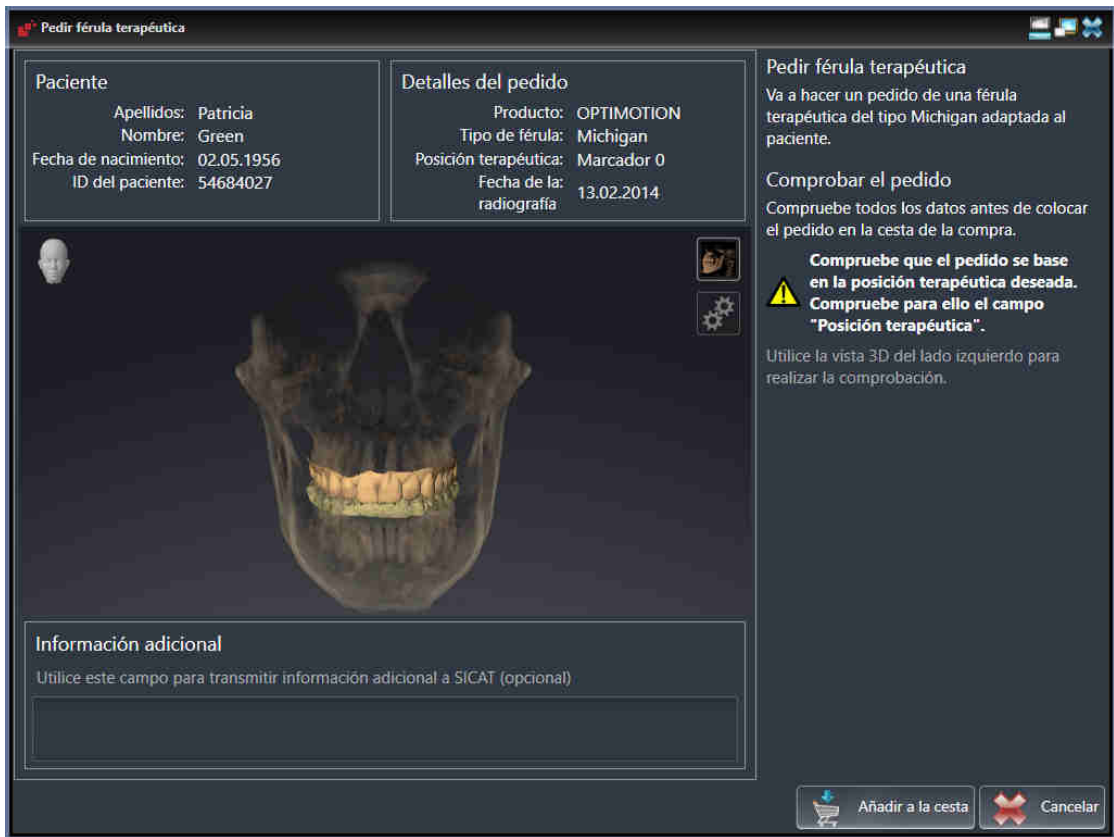 Pedir férula terapéutica
Paciente
Apellidos: Patricia
Nombre: Green
Fecha de nacimiento: 02.05.1956
ID del paciente: 54684027
Detalles del pedido
Producto: OPTIMOTION
Tipo de férula: Michigan
Posición terapéutica: Marcador 0
Fecha de la: 13.02.2014
radiografía
Información adicional
Utilice este campo para transmitir información adicional a SICAT (opcional)
Pedir férula terapéutica
Va a hacer un pedido de una férula
terapéutica del tipo Michigan adaptada al
paciente.
Comprobar el pedido
Compruebe todos los datos antes de colocar
el pedido en la cesta de la compra.
Compruebe que el pedido se base
en la posición terapéutica deseada.
Compruebe para ello el campo
"Posición terapéutica".
Utilice la vista 3D del lado izquierdo para
realizar la comprobación.
Añadir a la cesta
Cancelar